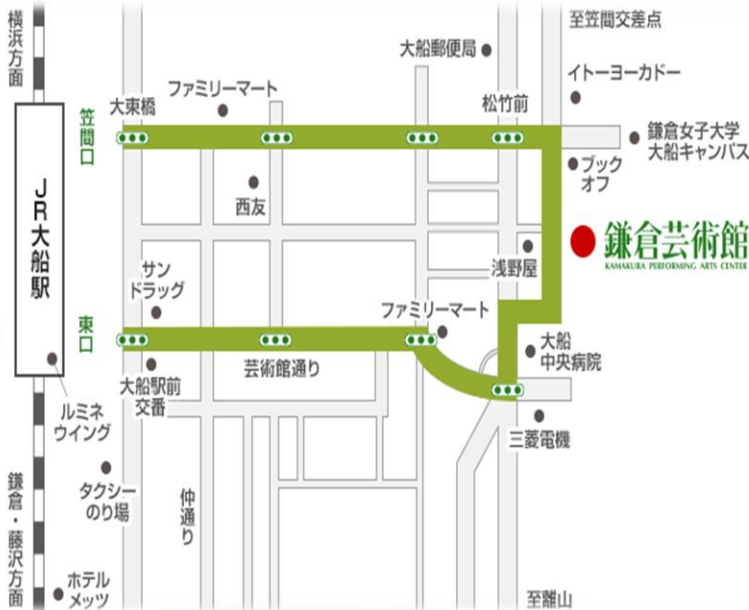 横浜方面
至笠間交差点
大船郵便局
イトーヨーカドー
ファミリーマート
大東橋
松竹前
笠間口
鎌倉女子大学
大船キャンパス
ブック
オフ
西友
JR大船駅
鎌倉芸術館
KAMAKURA PERFORMING ARTS CENTER
浅野屋
サン
ドラッグ
ファミリーマート
東口
芸術館通り
大船
中央病院
大船駅前
交番
ルミネ
ウイング
三菱電機
タクシー
のり場
仲通り
鎌倉・藤沢方面
ホテル
メッツ
至離山